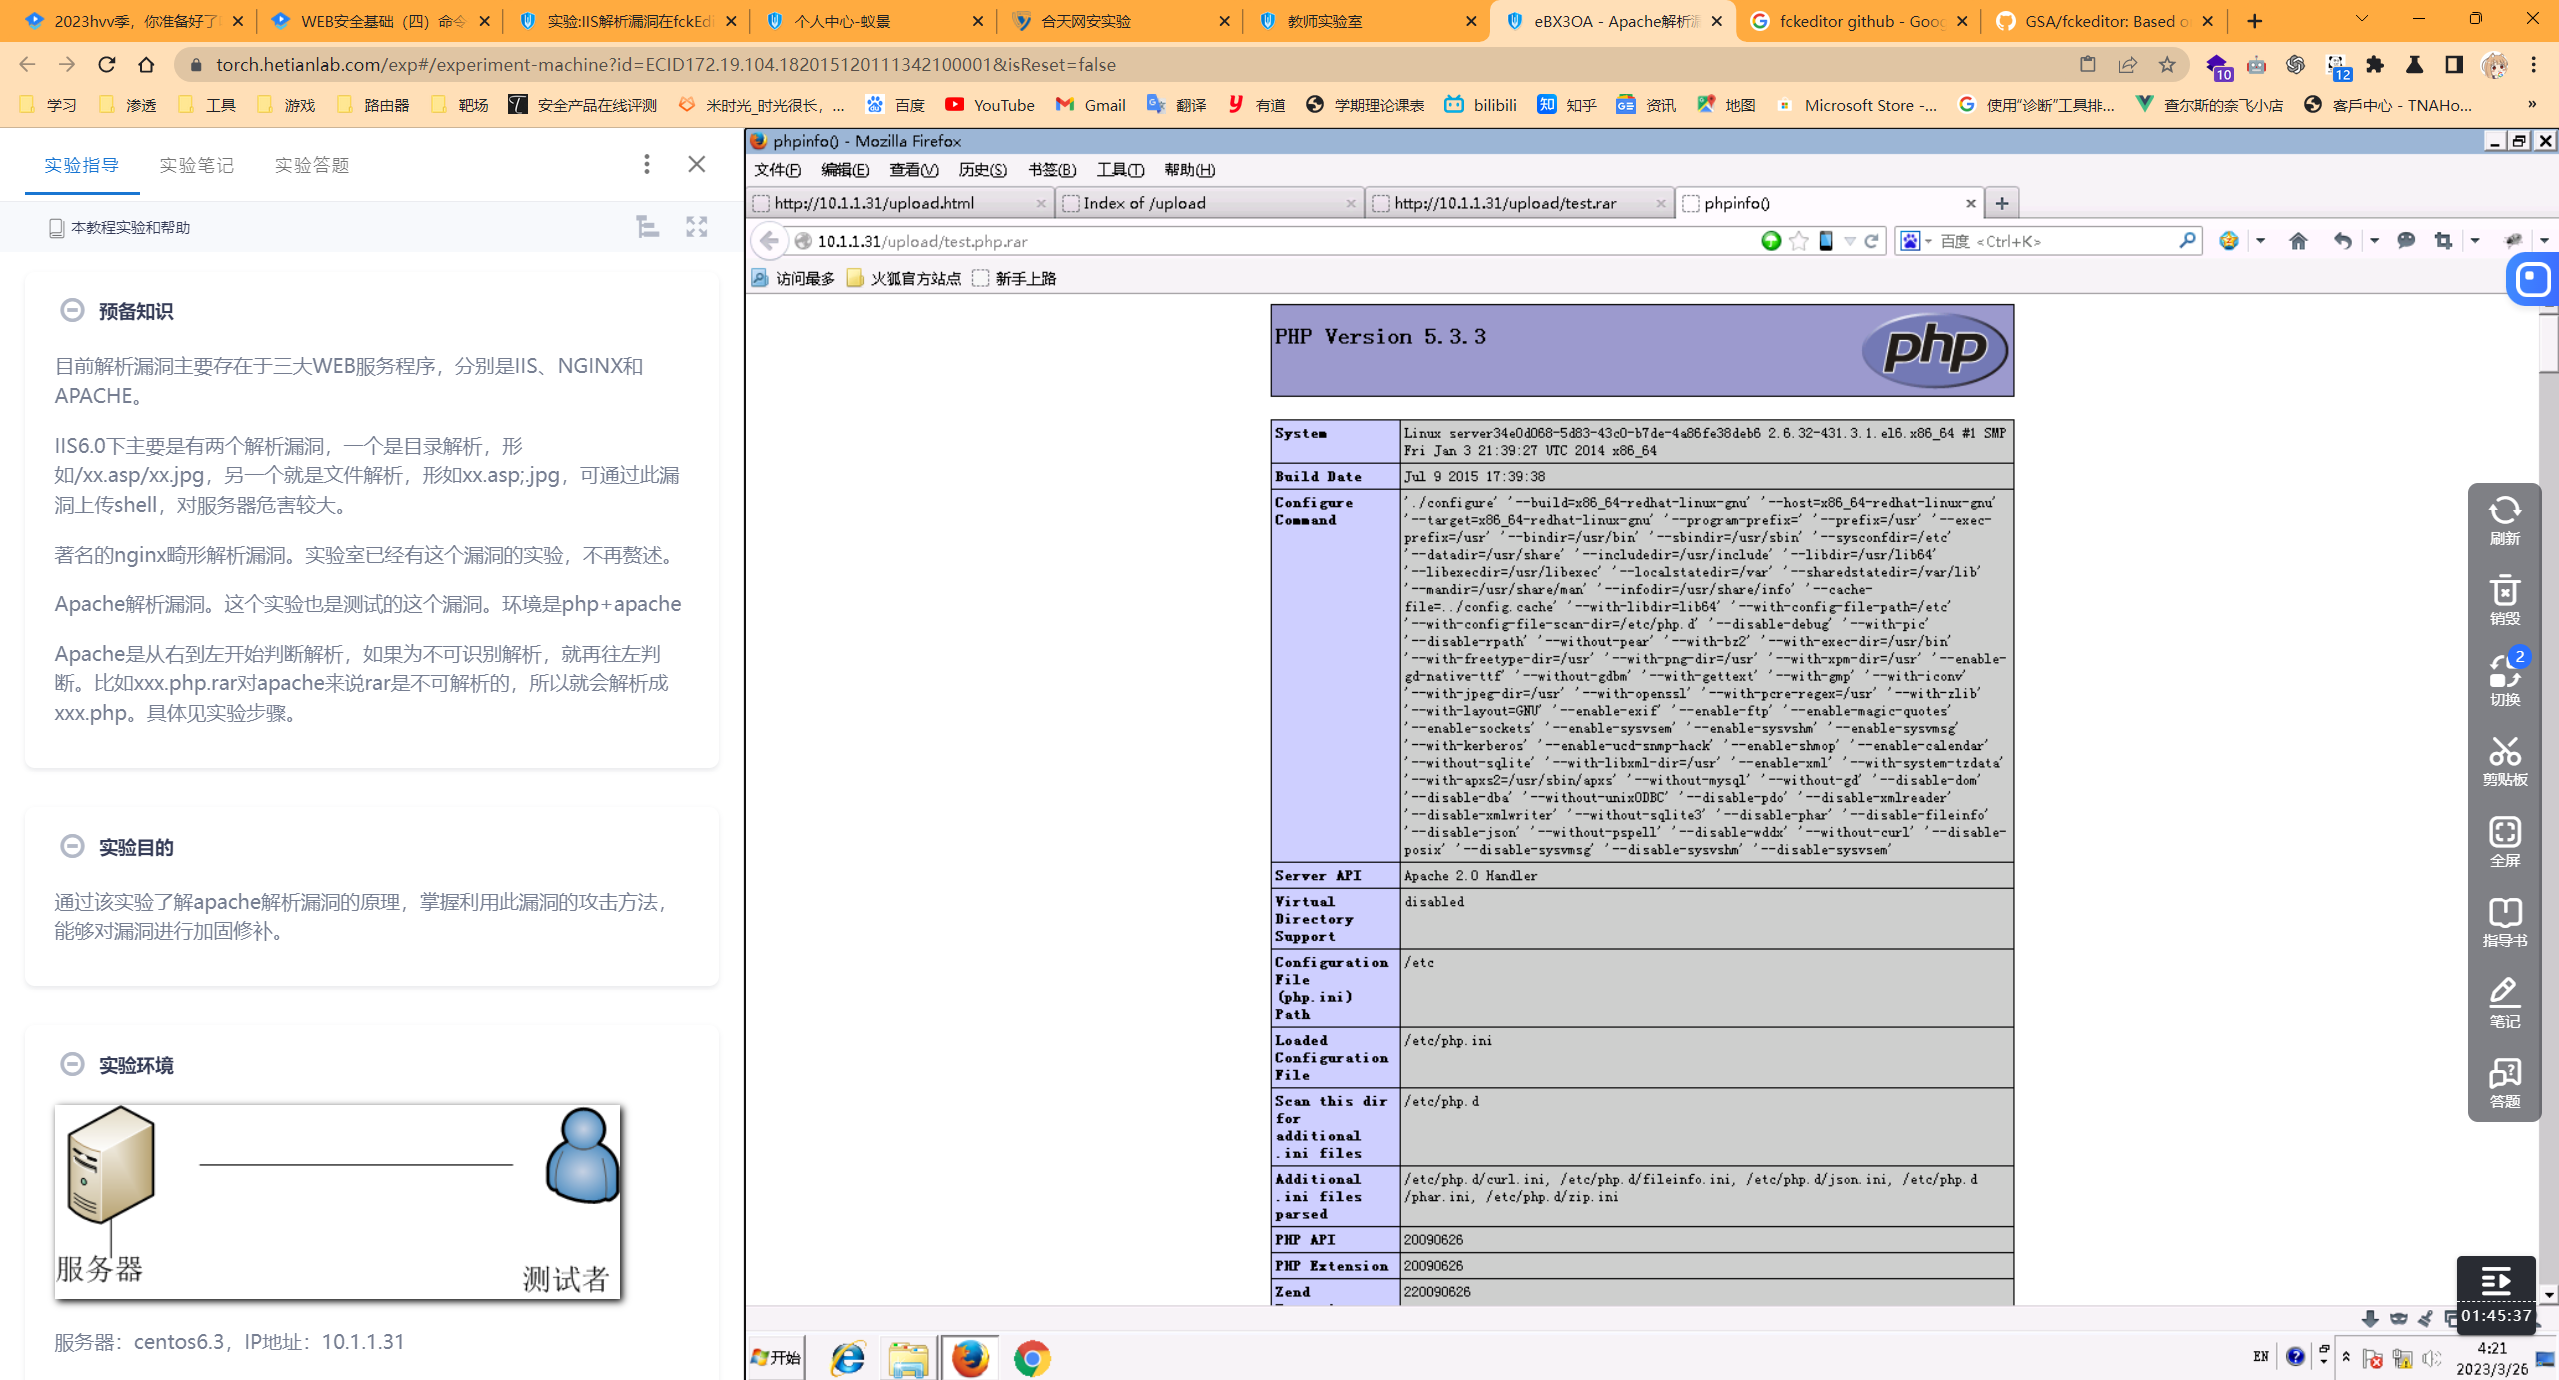 2023hvv季，你准备好了
WEB安全基础（四）命令
实验:IIS解析漏洞在fckEdi
个人中心-蚁景
合天网安实验
教师实验室
eBX3OA - Apache解析漏
fckeditor github - Goog
GSA/fckeditor: Based o
torch.hetianlab.com/exp#/experiment-machine?id=ECID172.19.104.182015120111342100001&isReset=false
10
12
学习
渗透
工具
游戏
路由器
靶场
安全产品在线评测
米时光_时光很长，...
百度
YouTube
Gmail
翻译
有道
学期理论课表
bilibili
知乎
资讯
地图
Microsoft Store -...
使用“诊断”工具排...
查尔斯的奈飞小店
客戶中心 - TNAHo...
»
实验指导
实验笔记
实验答题
本教程实验和帮助
预备知识
目前解析漏洞主要存在于三大WEB服务程序，分别是IIS、NGINX和
APACHE。
IIS6.0下主要是有两个解析漏洞，一个是目录解析，形
如/xx.asp/xx.jpg，另一个就是文件解析，形如xx.asp;.jpg，可通过此漏
洞上传shell，对服务器危害较大。
著名的nginx畸形解析漏洞。实验室已经有这个漏洞的实验，不再赘述。
Apache解析漏洞。这个实验也是测试的这个漏洞。环境是php+apache
Apache是从右到左开始判断解析，如果为不可识别解析，就再往左判
断。比如xxx.php.rar对apache来说rar是不可解析的，所以就会解析成
xxx.php。具体见实验步骤。
实验目的
通过该实验了解apache解析漏洞的原理，掌握利用此漏洞的攻击方法，
能够对漏洞进行加固修补。
实验环境
服务器
测试者
服务器：centos6.3，IP地址：10.1.1.31
phpinfo() - Mozilla Firefox
文件(F) 编辑(E) 查看(V) 历史(S) 书签(B) 工具(T) 帮助(H)
http://10.1.1.31/upload.html
Index of /upload
http://10.1.1.31/upload/test.rar
phpinfo()
10.1.1.31/upload/test.php.rar
百度 <Ctrl+K>
访问最多 火狐官方站点 新手上路
PHP Version 5.3.3
php
System
Linux server34e0d068-5d83-43c0-b7de-4a86fe38deb6 2.6.32-431.3.1.el6.x86_64 #1 SMP
Fri Jan 3 21:39:27 UTC 2014 x86_64
Build Date
Jul 9 2015 17:39:38
Configure
Command
'./configure' '--build=x86_64-redhat-linux-gnu' '--host=x86_64-redhat-linux-gnu'
'--target=x86_64-redhat-linux-gnu' '--program-prefix=' '--prefix=/usr' '--exec-
prefix=/usr' '--bindir=/usr/bin' '--sbindir=/usr/sbin' '--sysconfdir=/etc'
'--datadir=/usr/share' '--includedir=/usr/include' '--libdir=/usr/lib64'
'--libexecdir=/usr/libexec' '--localstatedir=/var' '--sharedstatedir=/var/lib'
'--mandir=/usr/share/man' '--infodir=/usr/share/info' '--cache-
file=../config.cache' '--with-libdir=lib64' '--with-config-file-path=/etc'
'--with-config-file-scan-dir=/etc/php.d' '--disable-debug' '--with-pic'
'--disable-rpath' '--without-pear' '--with-bz2' '--with-exec-dir=/usr/bin'
'--with-freetype-dir=/usr' '--with-png-dir=/usr' '--with-xpm-dir=/usr' '--enable-
gd-native-ttf' '--without-gdbm' '--with-gettext' '--with-gmp' '--with-iconv'
'--with-jpeg-dir=/usr' '--with-openssl' '--with-pcre-regex=/usr' '--with-zlib'
'--with-layout=GNU' '--enable-exif' '--enable-ftp' '--enable-magic-quotes'
'--enable-sockets' '--enable-sysvsem' '--enable-sysvshm' '--enable-sysvmsg'
'--with-kerberos' '--enable-ucd-snmp-hack' '--enable-shmop' '--enable-calendar'
'--without-sqlite' '--with-libxml-dir=/usr' '--enable-xml' '--with-system-tzdata'
'--with-apxs2=/usr/sbin/apxs' '--without-mysql' '--without-gd' '--disable-dom'
'--disable-dba' '--without-unixODBC' '--disable-pdo' '--disable-xmlreader'
'--disable-xmlwriter' '--without-sqlite3' '--disable-phar' '--disable-fileinfo'
'--disable-json' '--without-pspell' '--disable-wddx' '--without-curl' '--disable-
posix' '--disable-sysvmsg' '--disable-sysvshm' '--disable-sysvsem'
Server API
Apache 2.0 Handler
Virtual
Directory
Support
disabled
Configuration
File
(php.ini)
Path
/etc
Loaded
Configuration
File
/etc/php.ini
Scan this dir
for
additional
.ini files
/etc/php.d
Additional
.ini files
parsed
/etc/php.d/curl.ini, /etc/php.d/fileinfo.ini, /etc/php.d/json.ini, /etc/php.d
/phar.ini, /etc/php.d/zip.ini
PHP API
20090626
PHP Extension
20090626
Zend
220090626
刷新
销毁
2
切换
剪贴板
全屏
指导书
笔记
答题
01:45:37
开始
EN
4:21
2023/3/26